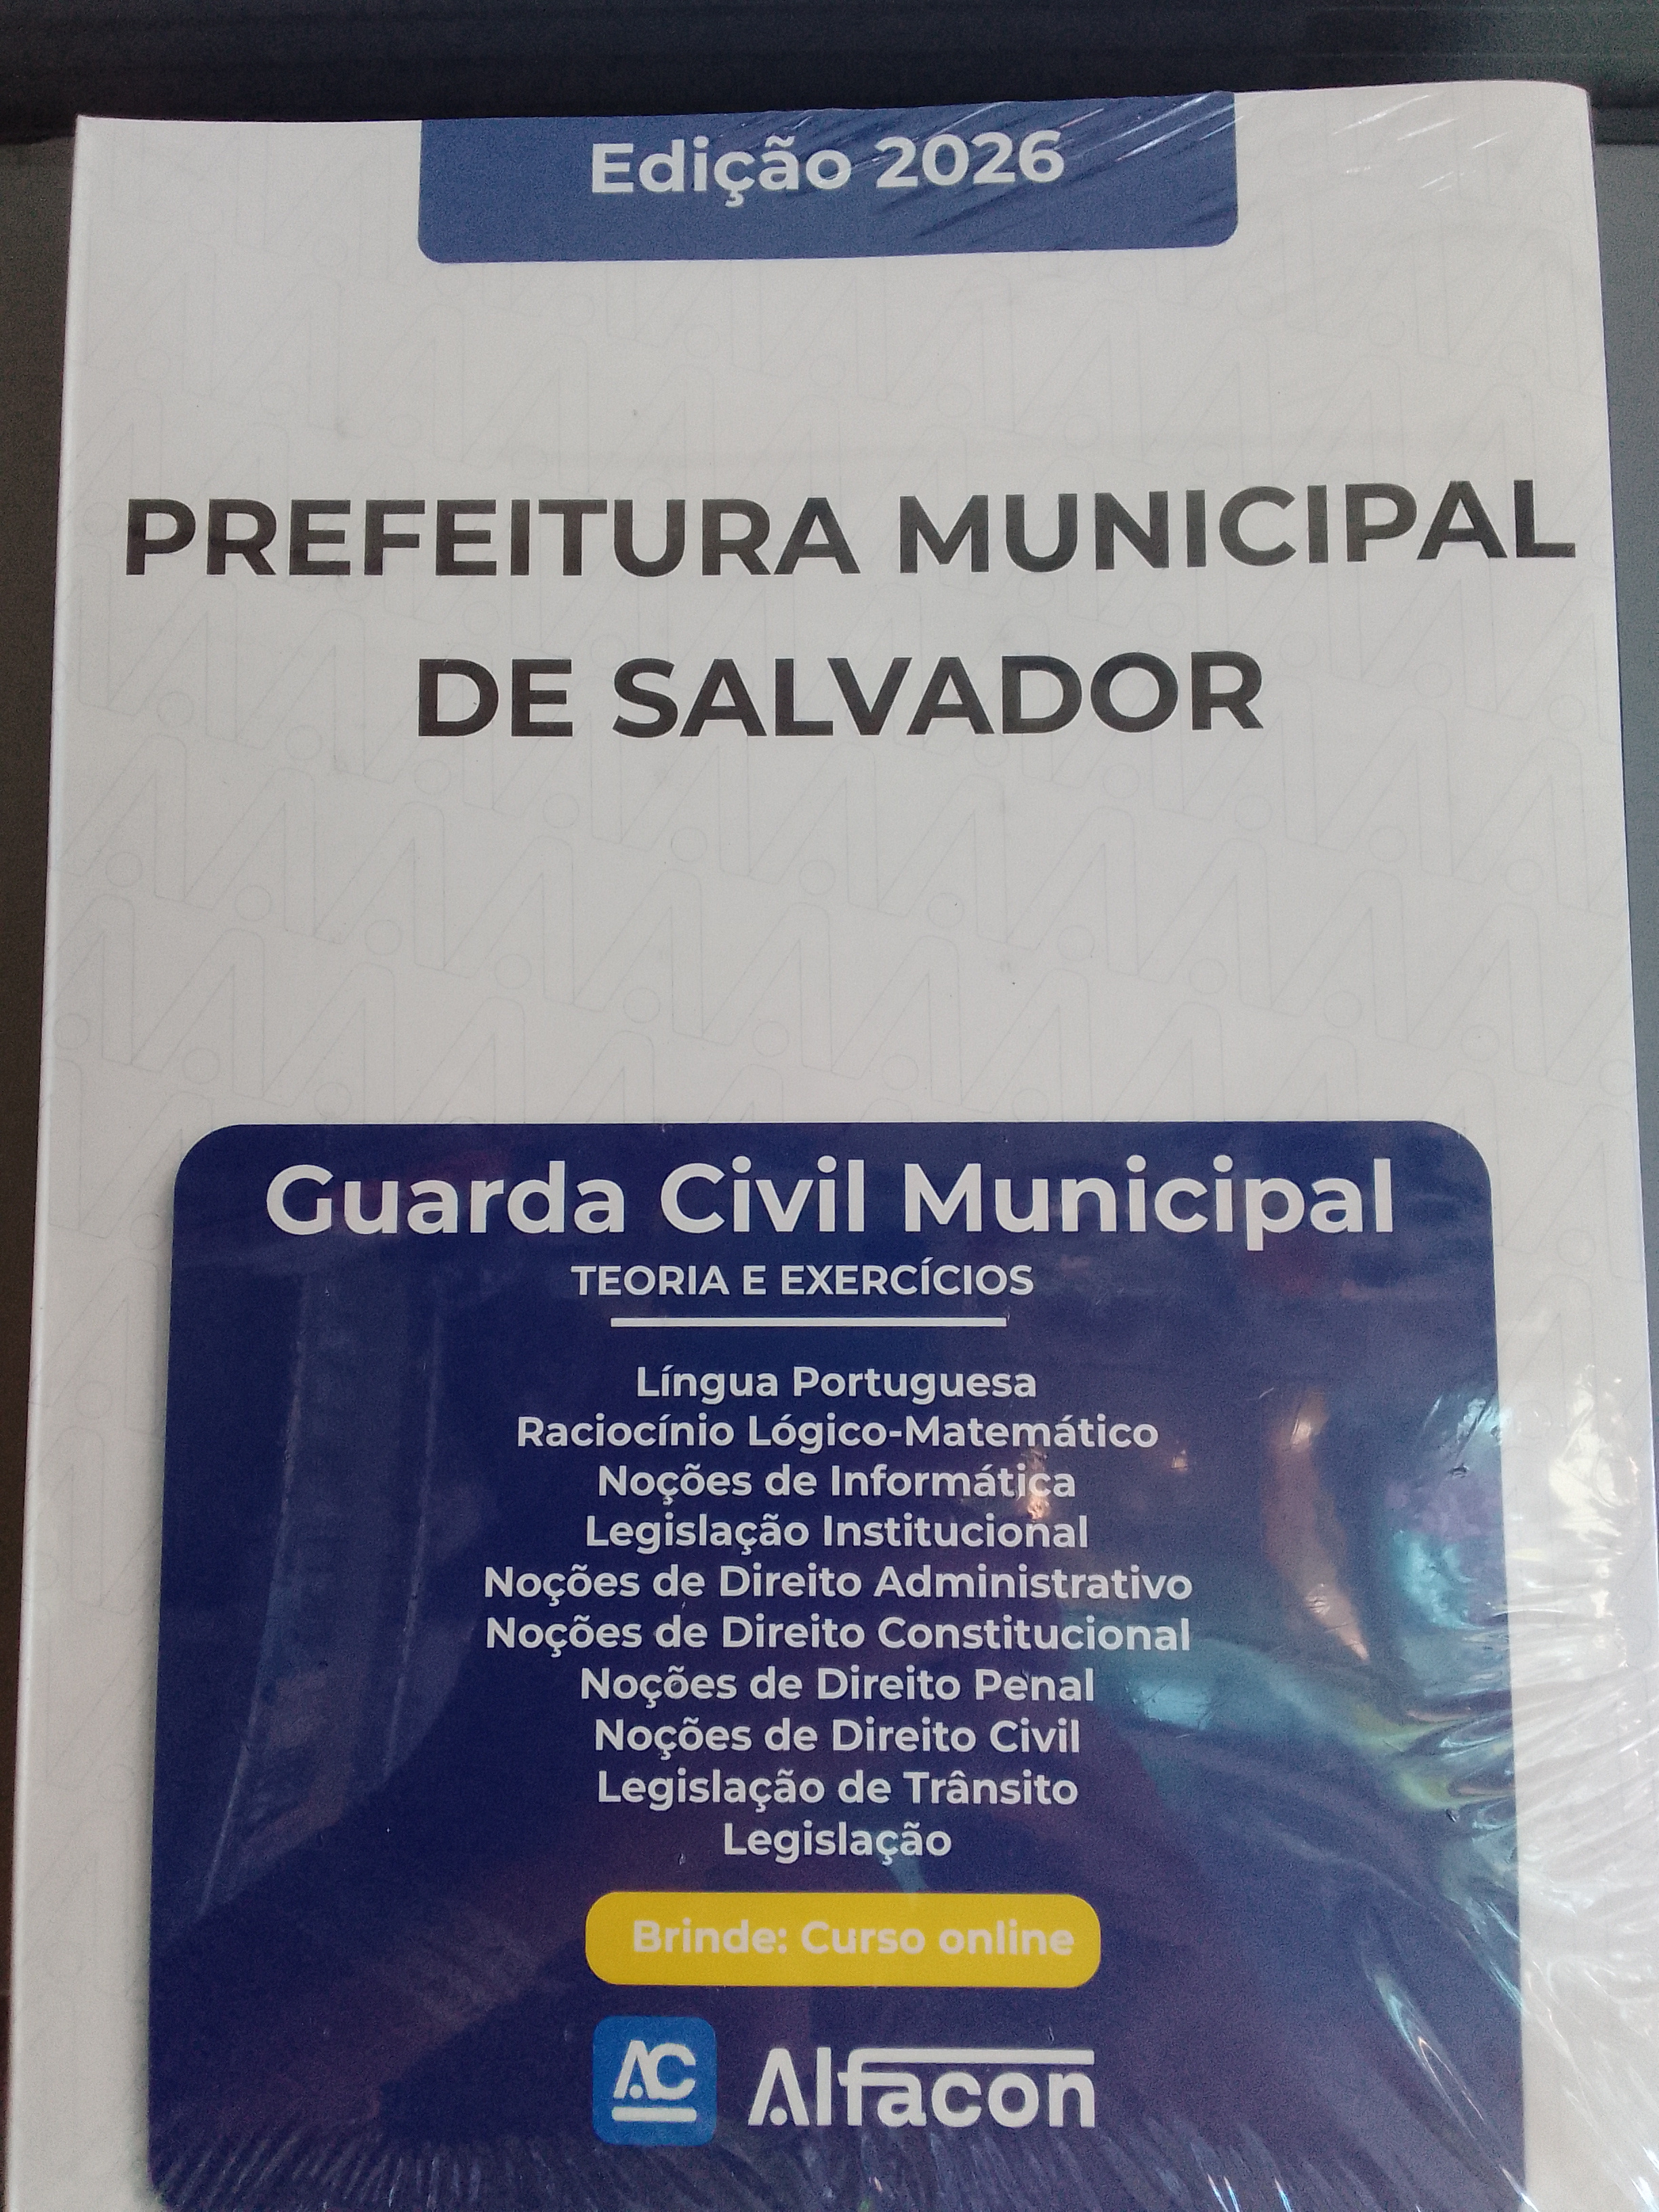 Edição 2026
PREFEITURA MUNICIPAL
DE SALVADOR
Guarda Civil Municipal
TEORIA E EXERCÍCIOS
Língua Portuguesa
Raciocínio Lógico-Matemático
Noções de Informática
Legislação Institucional
Noções de Direito Administrativo
Noções de Direito Constitucional
Noções de Direito Penal
Noções de Direito Civil
Legislação de Trânsito
Legislação
Brinde: Curso online
AC Alfacon